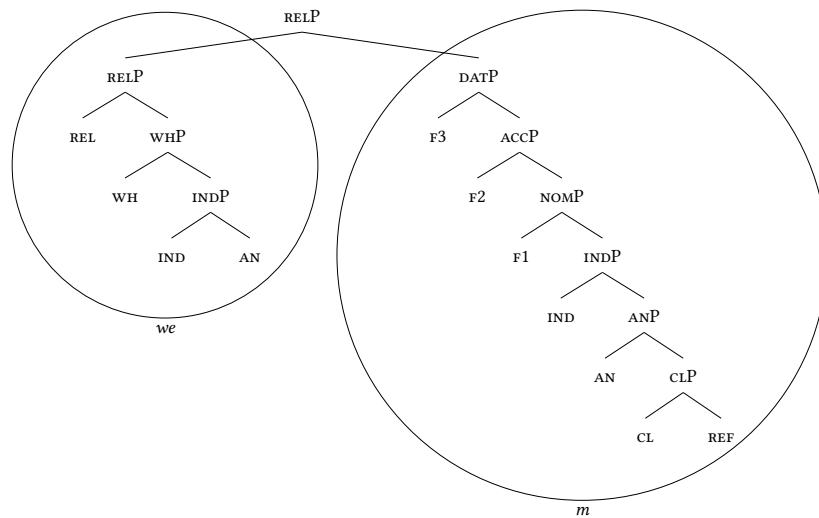 RELP
RELP DATP
REL WHP F3 ACCP
WH INDP F2 NOMP
IND AN F1 INDP
we IND ANP
AN CLP
CL REF
m